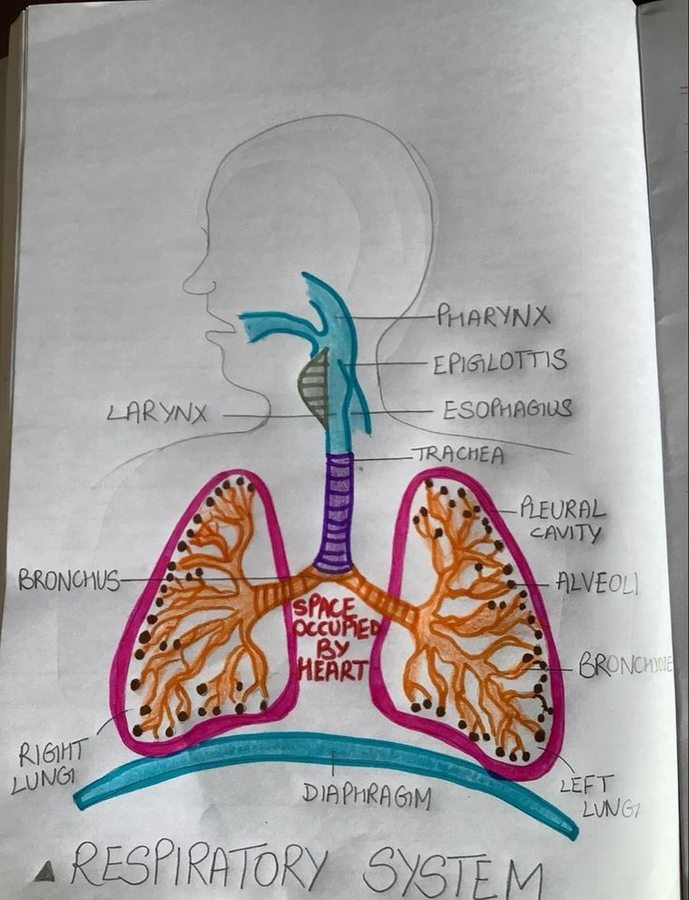 PHARYNX
EPIGLOTTIS
LARYNX
ESOPHAGUS
TRACHEA
PLEURAL
CAVITY
BRONCHUS
ALVEOLI
SPACE
OCCUPIED
BY
HEART
BRONCHIOLE
RIGHT
LUNG
DIAPHRAGM
LEFT
LUNG
RESPIRATORY SYSTEM